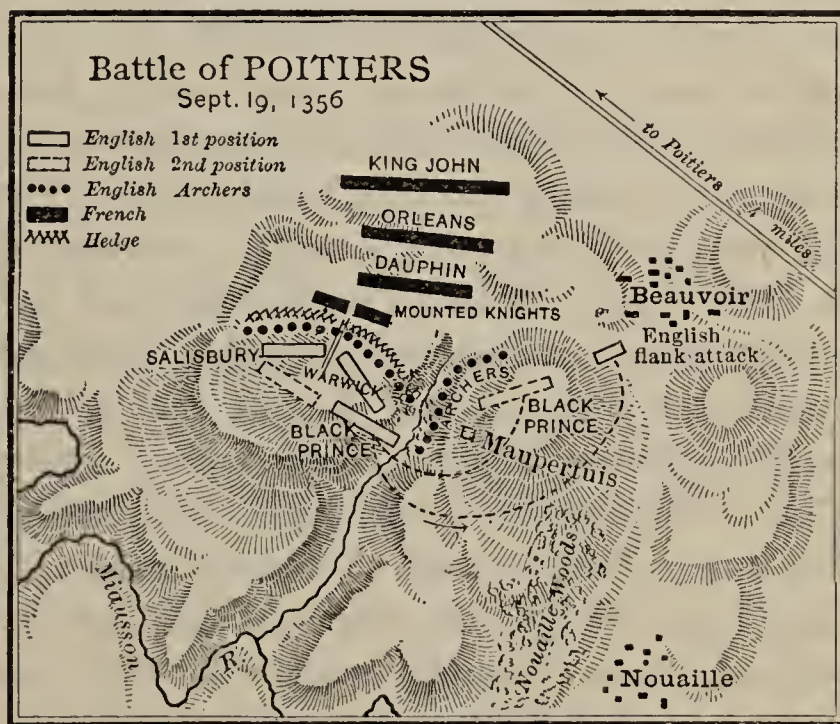 Battle of POITIERS
Sept. 19, 1356
English 1st position
English 2nd position
English Archers
French
Hedge
to Poitiers
4 miles
KING JOHN
ORLEANS
DAUPHIN
MOUNTED KNIGHTS
Beauvoir
English
flank attack
SALISBURY
WARWICK
ARCHERS
BLACK
PRINCE
BLACK
PRINCE
Maupertuis
Miausson
R.
Nouaille Woods
Nouaille